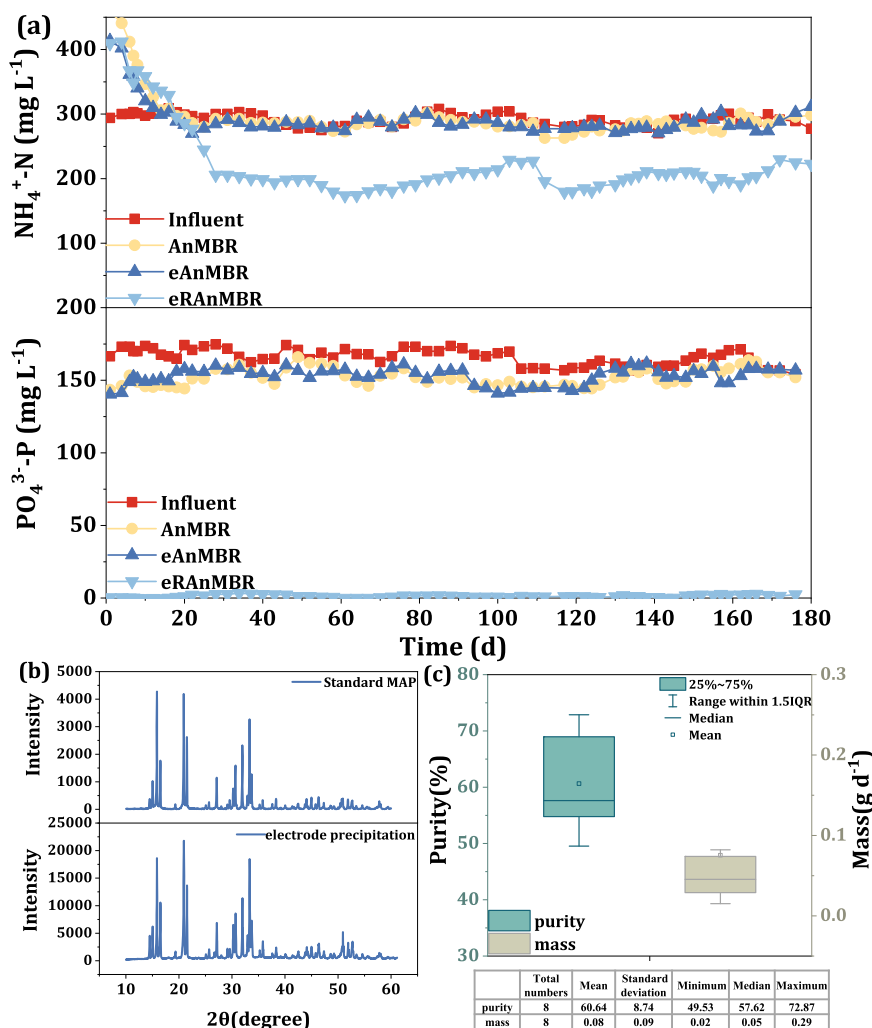 (a)
NH₄⁺-N (mg L⁻¹)
400
300
200
100
Influent
AnMBR
eAnMBR
eRAnMBR
PO₄³⁻-P (mg L⁻¹)
200
150
100
50
0
Influent
AnMBR
eAnMBR
eRAnMBR
0 20 40 60 80 100 120 140 160 180
Time (d)
(b)
Intensity
5000
4000
3000
2000
1000
0
Standard MAP
Intensity
25000
20000
15000
10000
5000
0
electrode precipitation
10 20 30 40 50 60
2θ(degree)
(c)
Purity(%)
80
70
60
50
40
30
25%~75%
Range within 1.5IQR
Median
Mean
purity
mass
0.3
0.2
0.1
0.0
Mass(g d⁻¹)
Total numbers Mean Standard deviation Minimum Median Maximum
purity 8 60.64 8.74 49.53 57.62 72.87
mass 8 0.08 0.09 0.02 0.05 0.29